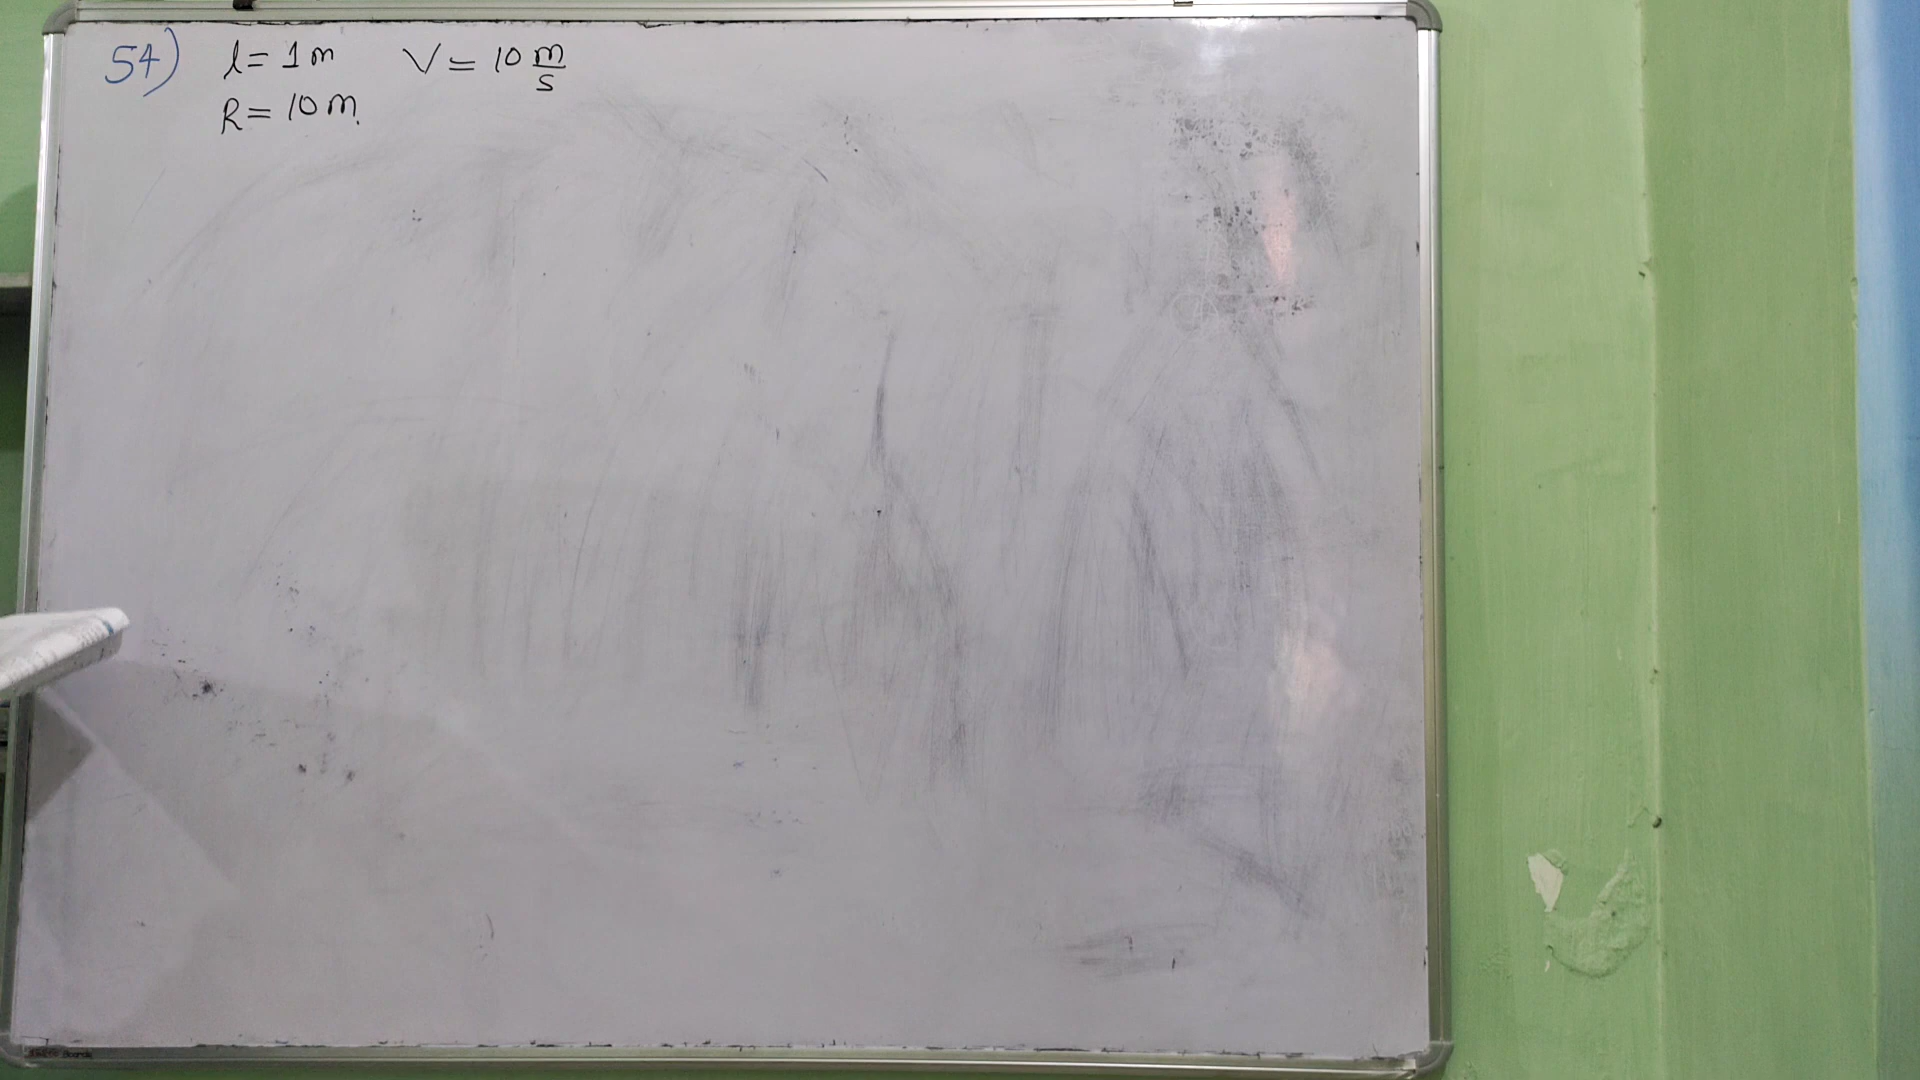 54) l = 1 m V = 10 m/s
R = 10 m.